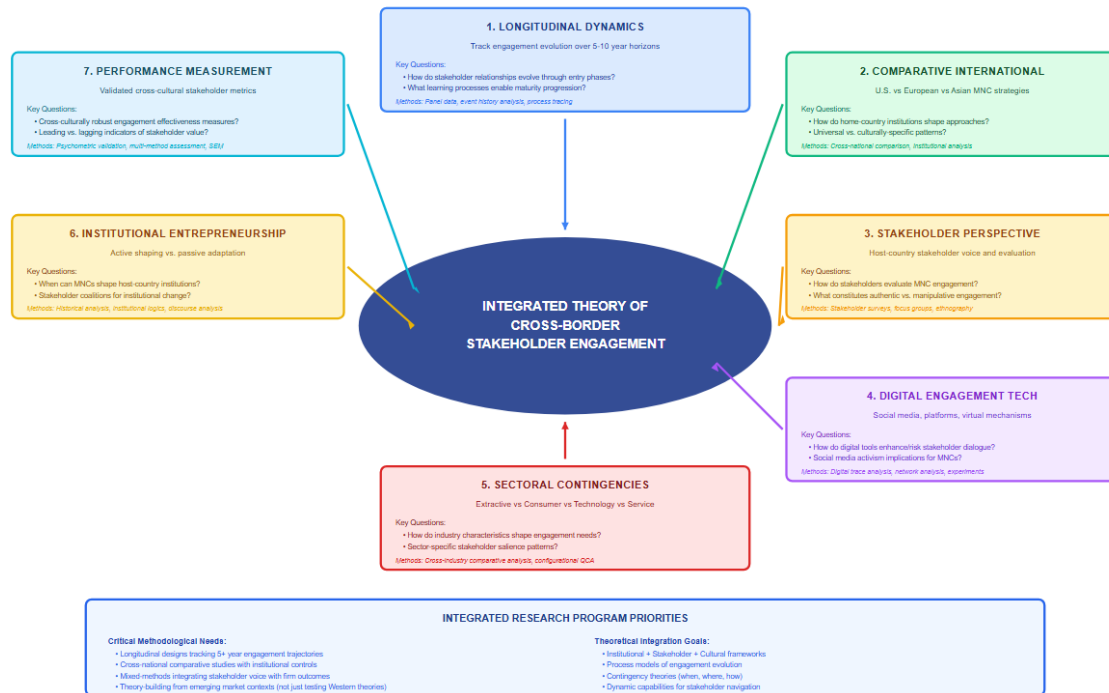 1. LONGITUDINAL DYNAMICS
Track engagement evolution over 5-10 year horizons
Key Questions:
• How do stakeholder relationships evolve through entry phases?
• What learning processes enable maturity progression?
Methods: Panel data, event history analysis, process tracing
2. COMPARATIVE INTERNATIONAL
U.S. vs European vs Asian MNC strategies
Key Questions:
• How do home-country institutions shape approaches?
• Universal vs. culturally-specific patterns?
Methods: Cross-national comparison, institutional analysis
3. STAKEHOLDER PERSPECTIVE
Host-country stakeholder voice and evaluation
Key Questions:
• How do stakeholders evaluate MNC engagement?
• What constitutes authentic vs. manipulative engagement?
Methods: Stakeholder surveys, focus groups, ethnography
4. DIGITAL ENGAGEMENT TECH
Social media, platforms, virtual mechanisms
Key Questions:
• How do digital tools enhance/risk stakeholder dialogue?
• Social media activism implications for MNCs?
Methods: Digital trace analysis, network analysis, experiments
5. SECTORAL CONTINGENCIES
Extractive vs Consumer vs Technology vs Service
Key Questions:
• How do industry characteristics shape engagement needs?
• Sector-specific stakeholder salience patterns?
Methods: Cross-industry comparative analysis, configurational QCA
6. INSTITUTIONAL ENTREPRENEURSHIP
Active shaping vs. passive adaptation
Key Questions:
• When can MNCs shape host-country institutions?
• Stakeholder coalitions for institutional change?
Methods: Historical analysis, institutional logics, discourse analysis
7. PERFORMANCE MEASUREMENT
Validated cross-cultural stakeholder metrics
Key Questions:
• Cross-culturally robust engagement effectiveness measures?
• Leading vs. lagging indicators of stakeholder value?
Methods: Psychometric validation, multi-method assessment, SEM
INTEGRATED THEORY OF
CROSS-BORDER
STAKEHOLDER ENGAGEMENT
INTEGRATED RESEARCH PROGRAM PRIORITIES
Critical Methodological Needs:
• Longitudinal designs tracking 5+ year engagement trajectories
• Cross-national comparative studies with institutional controls
• Mixed-methods integrating stakeholder voice with firm outcomes
• Theory-building from emerging market contexts (not just testing Western theories)
Theoretical Integration Goals:
• Institutional + Stakeholder + Cultural frameworks
• Process models of engagement evolution
• Contingency theories (when, where, how)
• Dynamic capabilities for stakeholder navigation